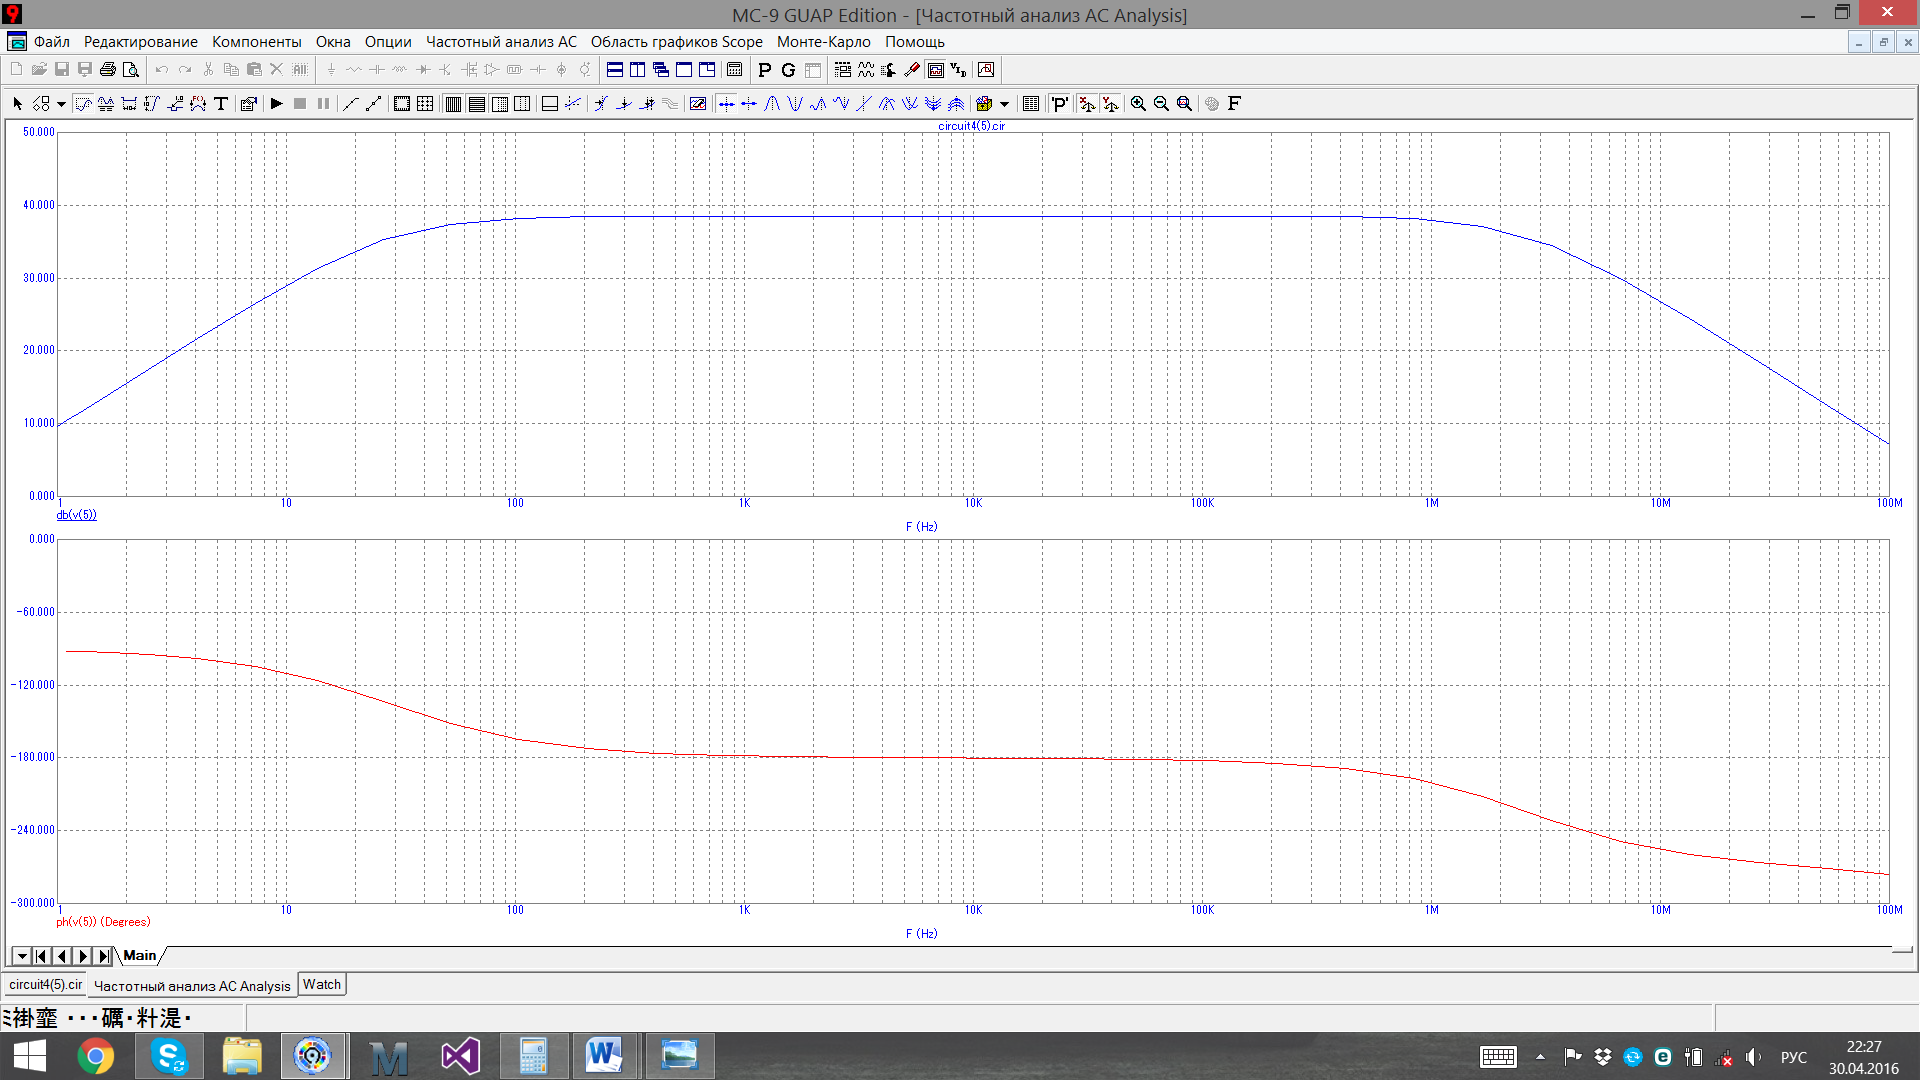 MC-9 GUAP Edition - [Частотный анализ AC Analysis]
Файл Редактирование Компоненты Окна Опции Частотный анализ AC Область графиков Scope Монте-Карло Помощь
circuit4(5).cir
50.000
40.000
30.000
20.000
10.000
0.000
1 10 100 1K 10K 100K 1M 10M 100M
db(v(5))
F (Hz)
0.000
-60.000
-120.000
-180.000
-240.000
-300.000
1 10 100 1K 10K 100K 1M 10M 100M
ph(v(5)) (Degrees)
F (Hz)
Main
circuit4(5).cir Частотный анализ AC Analysis Watch
РУС
22:27
30.04.2016